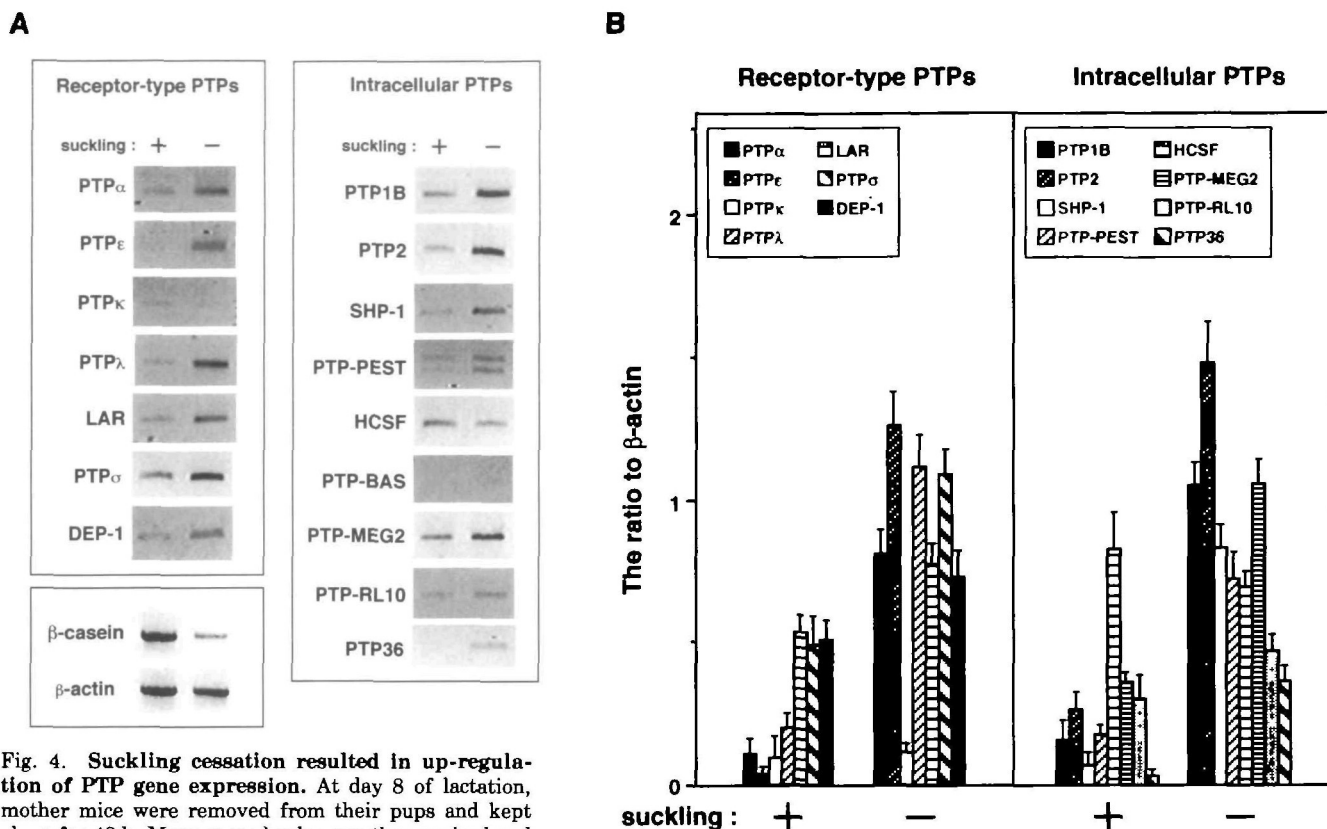 A
Receptor-type PTPs
suckling : + −
PTPα
PTPε
PTPκ
PTPλ
LAR
PTPσ
DEP-1
β-casein
β-actin
Intracellular PTPs
suckling : + −
PTP1B
PTP2
SHP-1
PTP-PEST
HCSF
PTP-BAS
PTP-MEG2
PTP-RL10
PTP36
Fig. 4. Suckling cessation resulted in up-regula-
tion of PTP gene expression. At day 8 of lactation,
mother mice were removed from their pups and kept
B
Receptor-type PTPs
Intracellular PTPs
PTPα
PTPε
PTPκ
PTPλ
LAR
PTPσ
DEP-1
PTP1B
PTP2
SHP-1
PTP-PEST
HCSF
PTP-MEG2
PTP-RL10
PTP36
The ratio to β-actin
2
1
0
suckling : + − + −